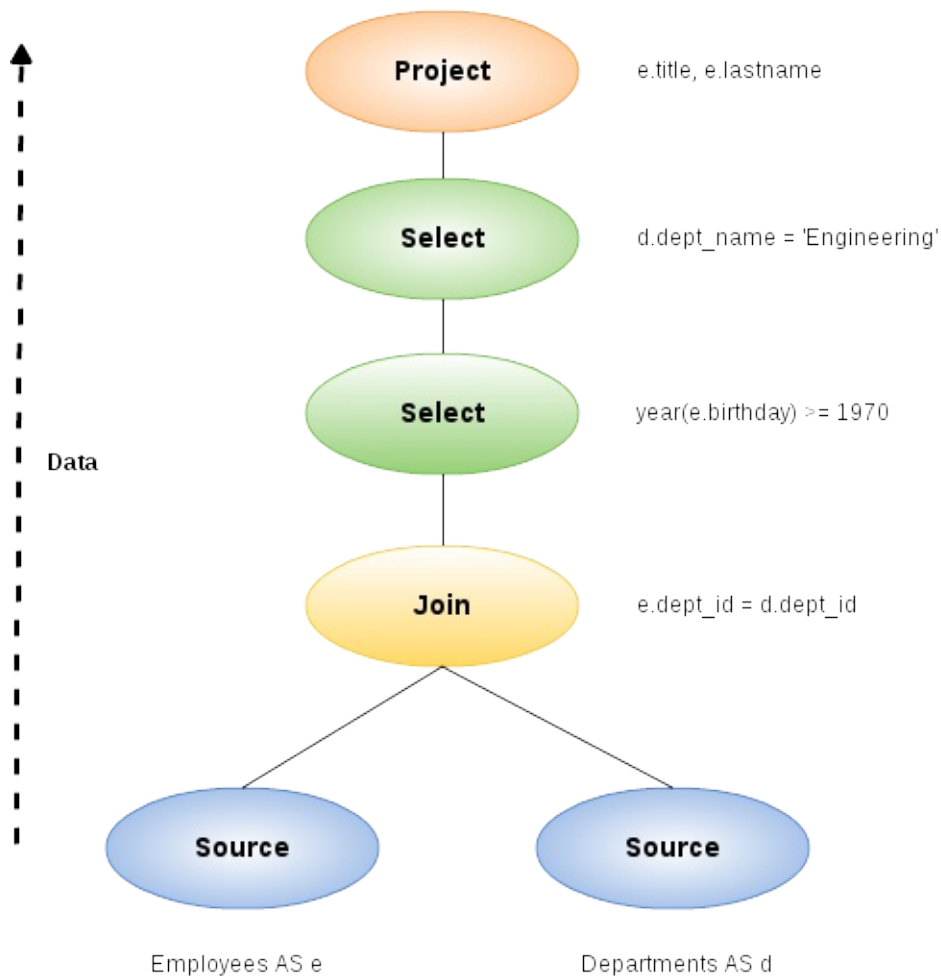 Project
e.title, e.lastname
Select
d.dept_name = 'Engineering'
Select
year(e.birthday) >= 1970
Data
Join
e.dept_id = d.dept_id
Source
Source
Employees AS e
Departments AS d